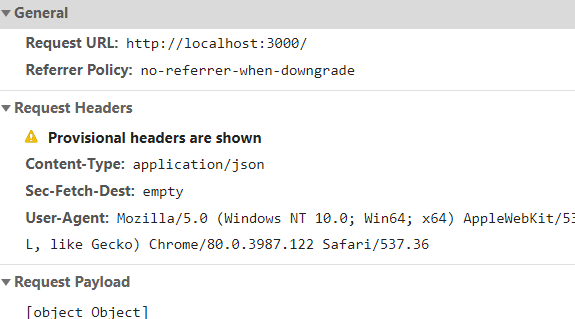 General
Request URL: http://localhost:3000/
Referrer Policy: no-referrer-when-downgrade
Request Headers
Provisional headers are shown
Content-Type: application/json
Sec-Fetch-Dest: empty
User-Agent: Mozilla/5.0 (Windows NT 10.0; Win64; x64) AppleWebKit/53
L, like Gecko) Chrome/80.0.3987.122 Safari/537.36
Request Payload
[object Object]